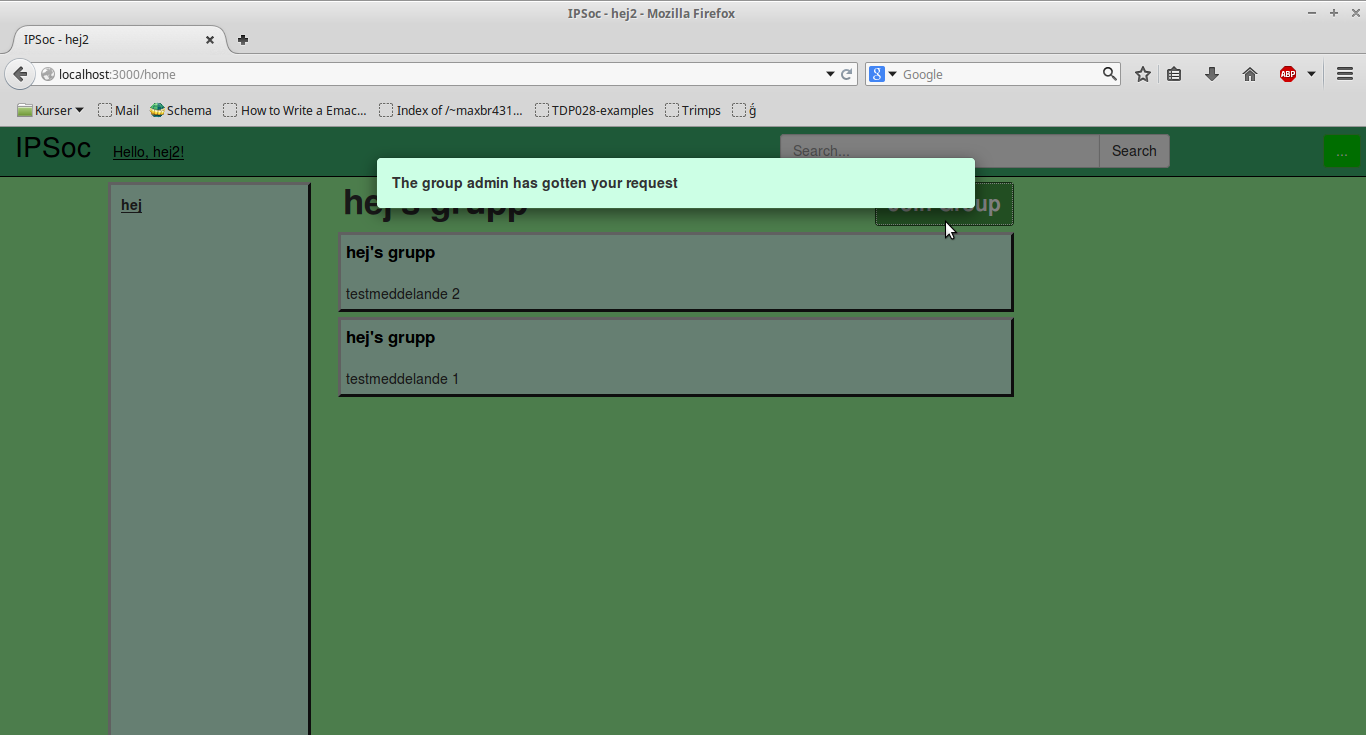 IPSoc - hej2 - Mozilla Firefox
IPSoc - hej2
localhost:3000/home
Google
ABP
Kurser
Mail
Schema
How to Write a Emac...
Index of /~maxbr431...
TDP028-examples
Trimps
ġ
IPSoc
Hello, hej2!
Search...
Search
...
The group admin has gotten your request
hej
hej's grupp
Join Group
hej's grupp
testmeddelande 2
hej's grupp
testmeddelande 1